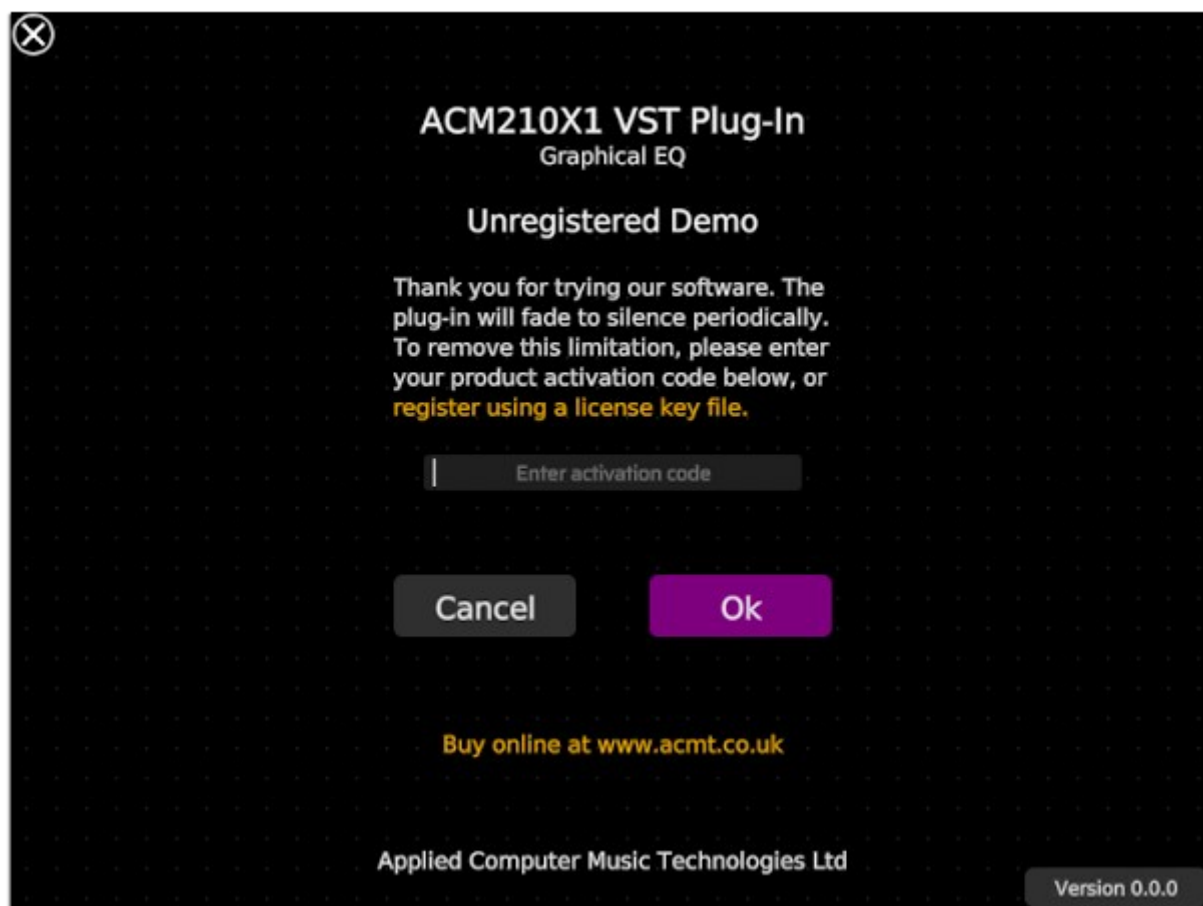 ACM210X1 VST Plug-In
Graphical EQ
Unregistered Demo
Thank you for trying our software. The
plug-in will fade to silence periodically.
To remove this limitation, please enter
your product activation code below, or
register using a license key file.
Enter activation code
Cancel
Ok
Buy online at www.acmt.co.uk
Applied Computer Music Technologies Ltd
Version 0.0.0